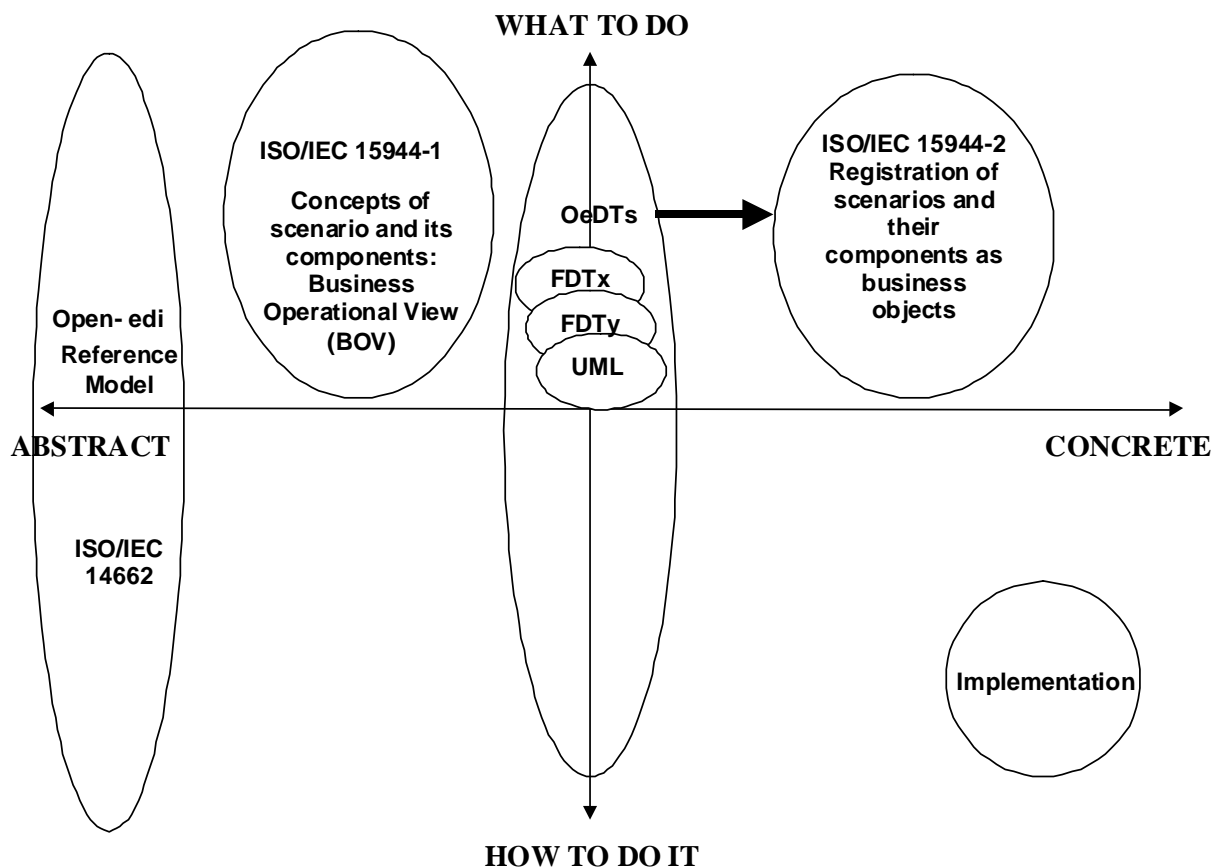 WHAT TO DO
ISO/IEC 15944-1
Concepts of
scenario and its
components:
Business
Operational View
(BOV)
OeDTs
FDTx
FDTy
UML
ISO/IEC 15944-2
Registration of
scenarios and
their
components as
business
objects
Open- edi
Reference
Model
ABSTRACT
CONCRETE
ISO/IEC
14662
Implementation
HOW TO DO IT